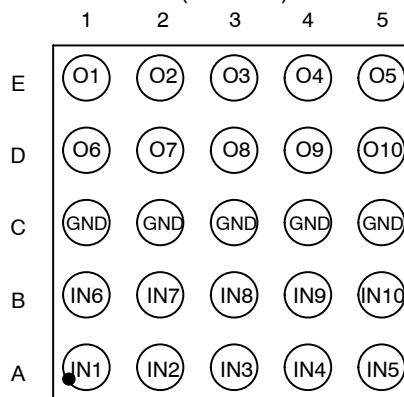 1 2 3 4 5
E O1 O2 O3 O4 O5
D O6 O7 O8 O9 O10
C GND GND GND GND GND
B IN6 IN7 IN8 IN9 IN10
A IN1 IN2 IN3 IN4 IN5